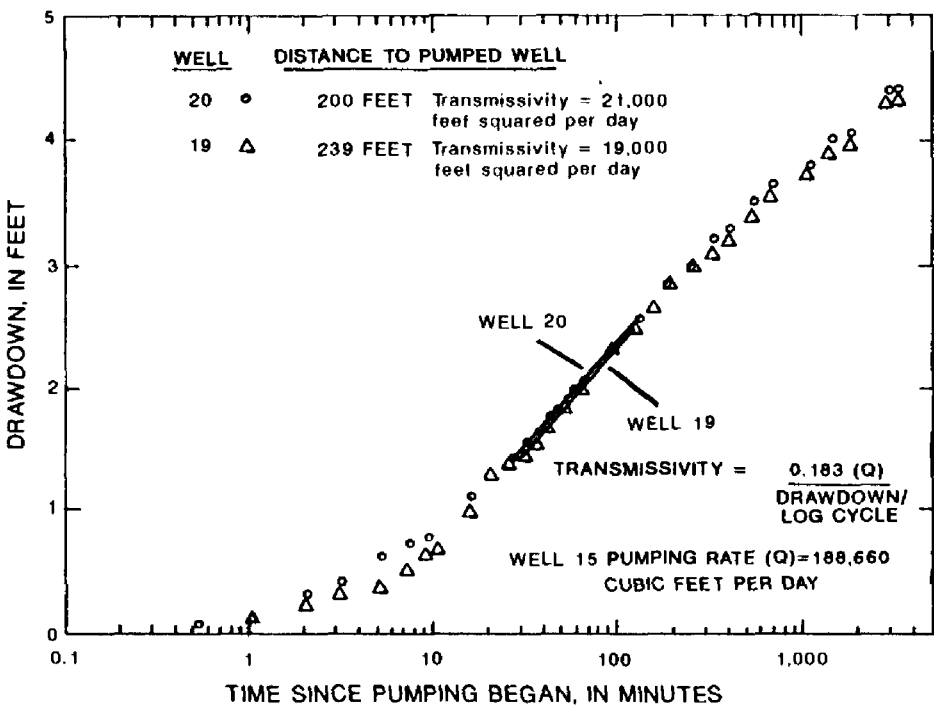 WELL DISTANCE TO PUMPED WELL
20 200 FEET Transmissivity = 21,000
feet squared per day
19 239 FEET Transmissivity = 19,000
feet squared per day
5
4
3
2
1
0
DRAWDOWN, IN FEET
WELL 20
WELL 19
TRANSMISSIVITY = 0.183 (Q)
DRAWDOWN/
LOG CYCLE
WELL 15 PUMPING RATE (Q)=188,660
CUBIC FEET PER DAY
0.1 1 10 100 1,000
TIME SINCE PUMPING BEGAN, IN MINUTES